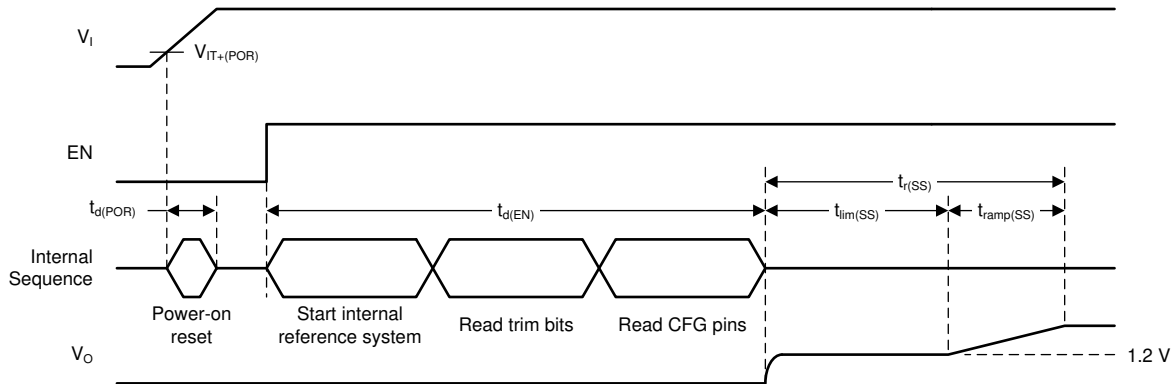 V_I
V_IT+(POR)
EN
t_r(SS)
t_d(POR)
t_d(EN)
t_lim(SS)
t_ramp(SS)
Internal
Sequence
Power-on
reset
Start internal
reference system
Read trim bits
Read CFG pins
V_O
1.2 V